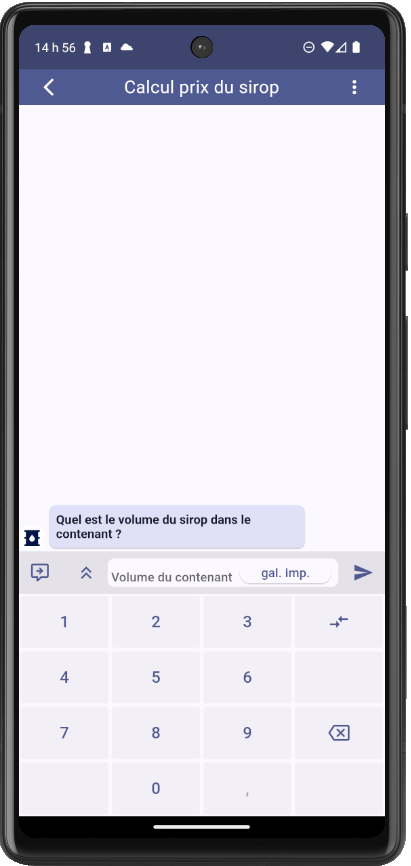 14 h 56
Calcul prix du sirop
Quel est le volume du sirop dans le
contenant ?
Volume du contenant
gal. imp.
1 2 3
4 5 6
7 8 9
0 ,